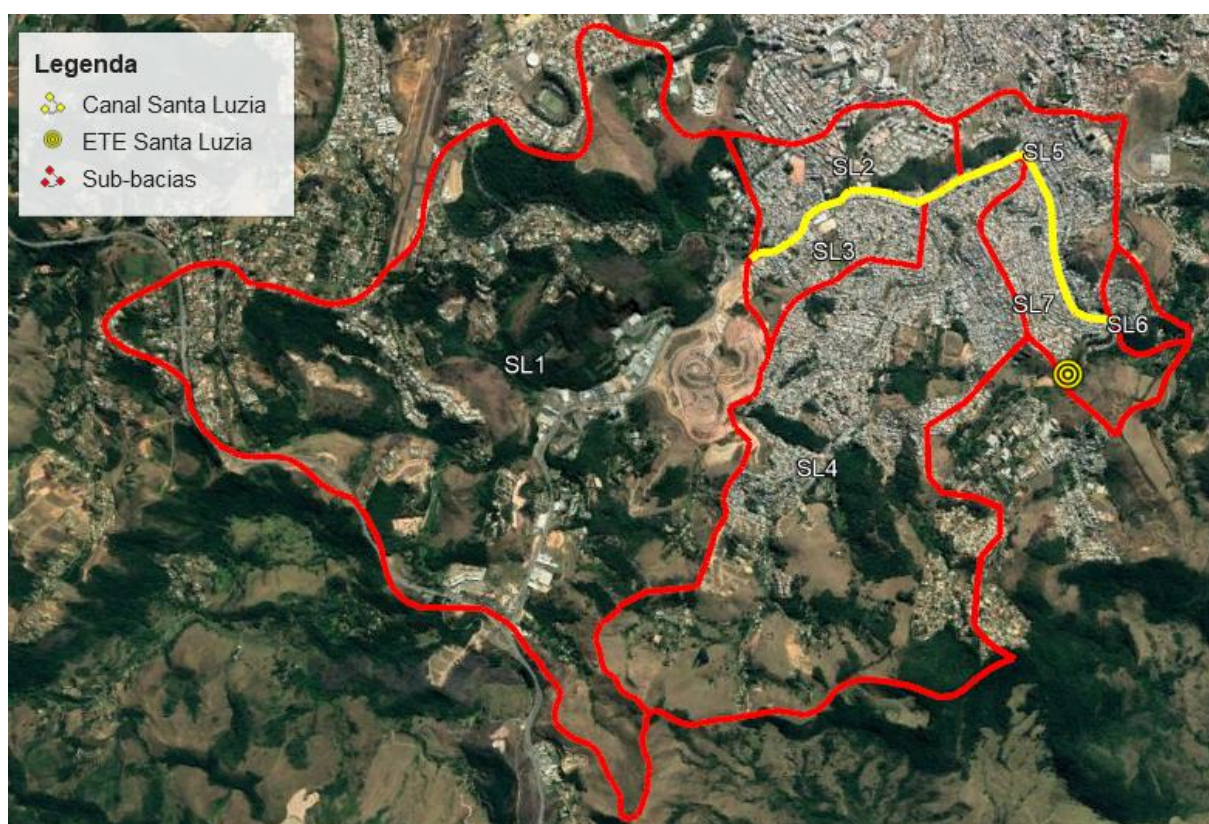 Legenda
Canal Santa Luzia
ETE Santa Luzia
Sub-bacias
SL5
SL2
SL3
SL7
SL6
SL1
SL4